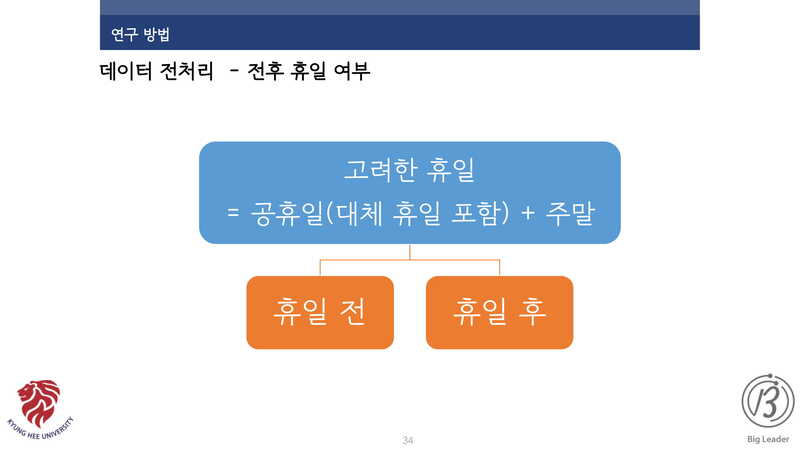 연구 방법
데이터 전처리 - 전후 휴일 여부
고려한 휴일
= 공휴일(대체 휴일 포함) + 주말
휴일 전
휴일 후
KYUNG HEE UNIVERSITY
34
Big Leader